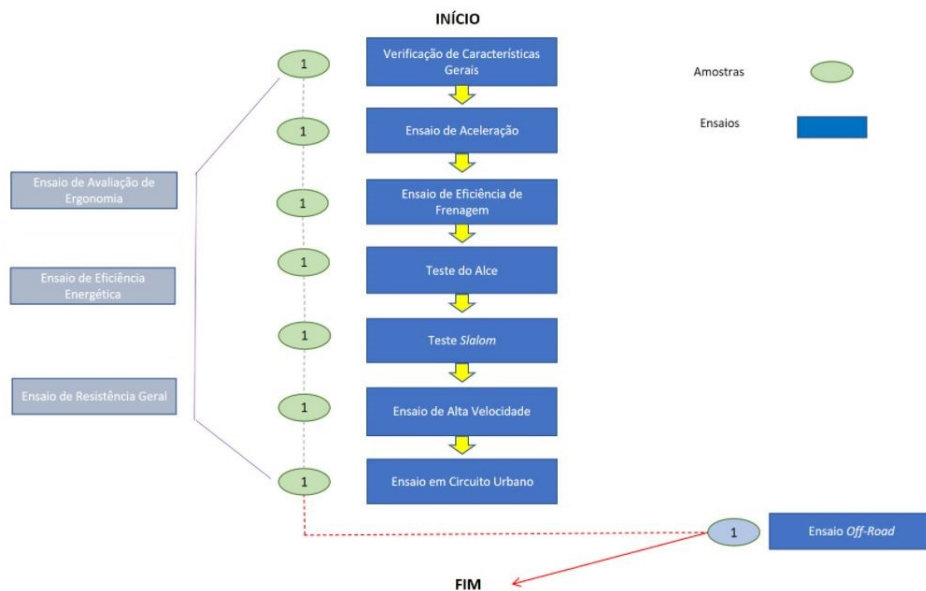 INÍCIO
1
Verificação de Características
Gerais
Amostras
1
Ensaio de Aceleração
Ensaios
Ensaio de Avaliação de
Ergonomia
1
Ensaio de Eficiência de
Frenagem
1
Teste do Alce
Ensaio de Eficiência
Energética
1
Teste Slalom
Ensaio de Resistência Geral
1
Ensaio de Alta Velocidade
1
Ensaio em Circuito Urbano
1
Ensaio Off-Road
FIM